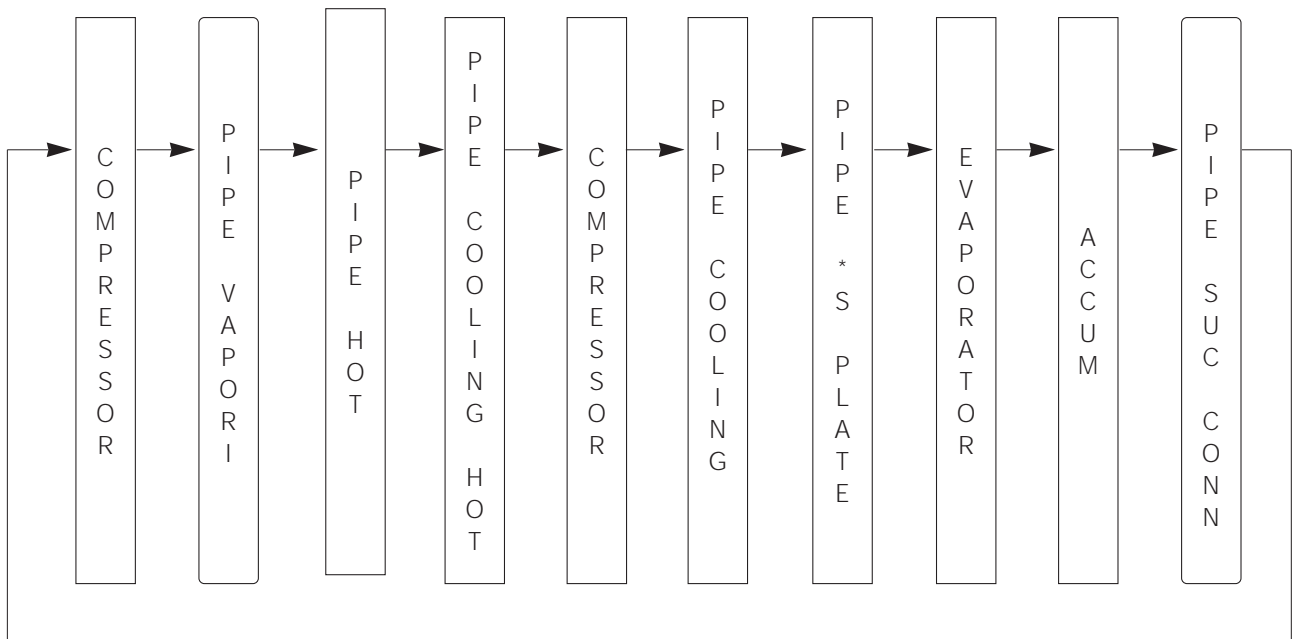 COMPRESSOR
PIPE VAPORI
PIPE HOT
PIPE COOLING HOT
COMPRESSOR
PIPE COOLING
PIPE *S PLATE
EVAPORATOR
ACCUM
PIPE SUC CONN